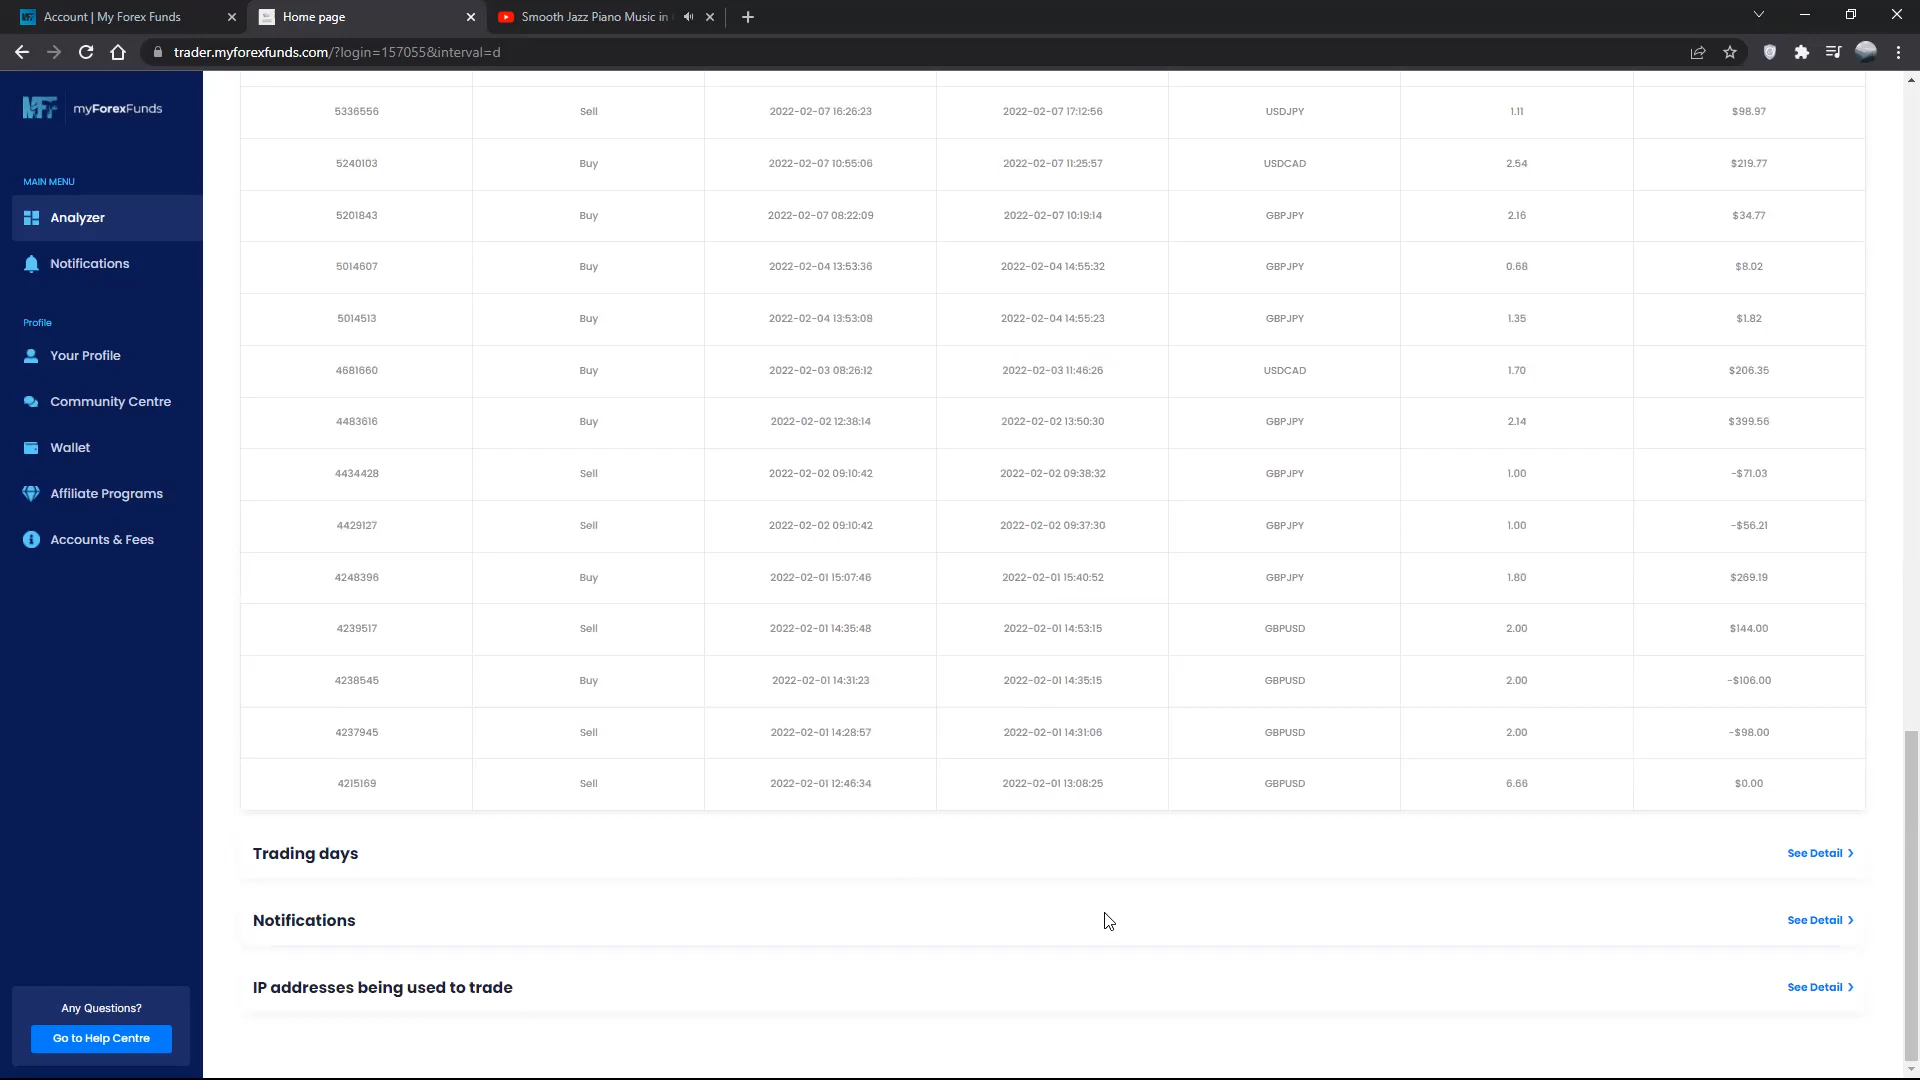 Account | My Forex Funds
Home page
Smooth Jazz Piano Music in
trader.myforexfunds.com/?login=157055&interval=d
MFF myForexFunds
MAIN MENU
Analyzer
Notifications
Profile
Your Profile
Community Centre
Wallet
Affiliate Programs
Accounts & Fees
Any Questions?
Go to Help Centre
5336556 Sell 2022-02-07 16:26:23 2022-02-07 17:12:56 USDJPY 1.11 $98.97
5240103 Buy 2022-02-07 10:55:06 2022-02-07 11:25:57 USDCAD 2.54 $219.77
5201843 Buy 2022-02-07 08:22:09 2022-02-07 10:19:14 GBPJPY 2.16 $34.77
5014607 Buy 2022-02-04 13:53:36 2022-02-04 14:55:32 GBPJPY 0.68 $8.02
5014513 Buy 2022-02-04 13:53:08 2022-02-04 14:55:23 GBPJPY 1.35 $1.82
4681660 Buy 2022-02-03 08:26:12 2022-02-03 11:46:26 USDCAD 1.70 $206.35
4483616 Buy 2022-02-02 12:38:14 2022-02-02 13:50:30 GBPJPY 2.14 $399.56
4434428 Sell 2022-02-02 09:10:42 2022-02-02 09:38:32 GBPJPY 1.00 -$71.03
4429127 Sell 2022-02-02 09:10:42 2022-02-02 09:37:30 GBPJPY 1.00 -$56.21
4248396 Buy 2022-02-01 15:07:46 2022-02-01 15:40:52 GBPJPY 1.80 $269.19
4239517 Sell 2022-02-01 14:35:48 2022-02-01 14:53:15 GBPUSD 2.00 $144.00
4238545 Buy 2022-02-01 14:31:23 2022-02-01 14:35:15 GBPUSD 2.00 -$106.00
4237945 Sell 2022-02-01 14:28:57 2022-02-01 14:31:06 GBPUSD 2.00 -$98.00
4215169 Sell 2022-02-01 12:46:34 2022-02-01 13:08:25 GBPUSD 6.66 $0.00
Trading days See Detail
Notifications See Detail
IP addresses being used to trade See Detail